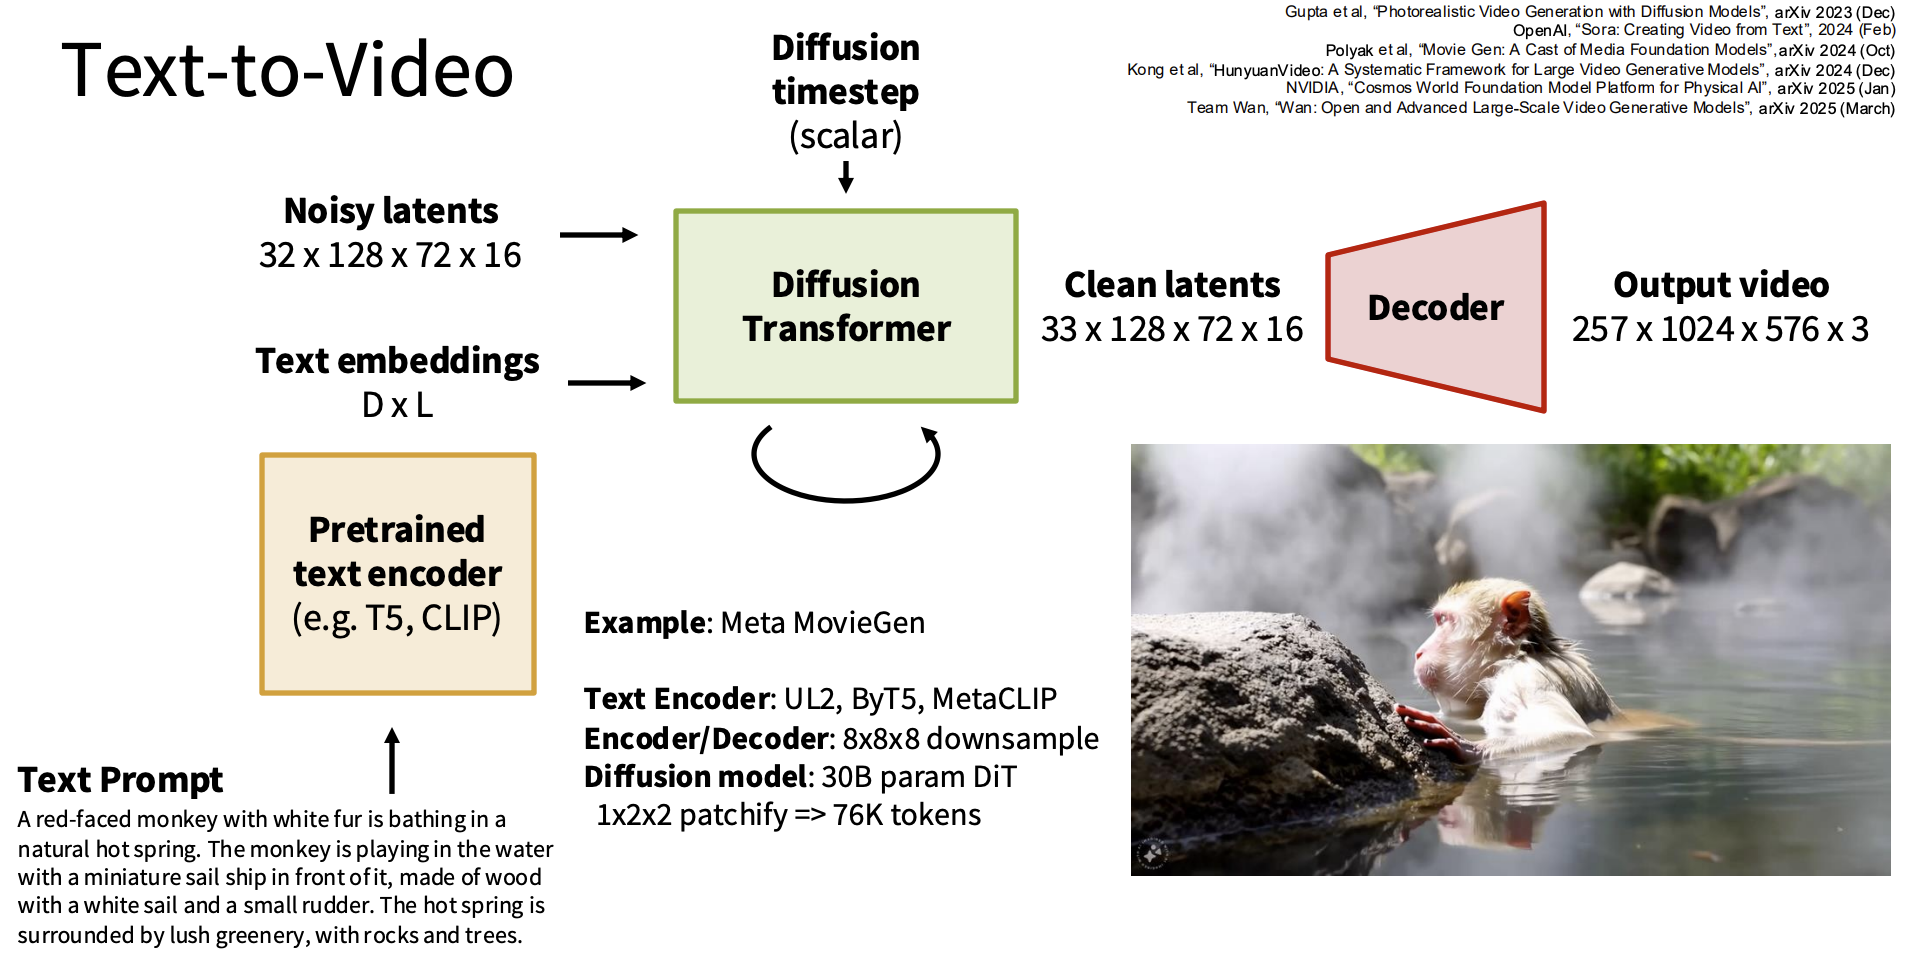 Text-to-Video
Gupta et al, “Photorealistic Video Generation with Diffusion Models”, arXiv 2023 (Dec)
OpenAI, “Sora: Creating Video from Text”, 2024 (Feb)
Polyak et al, “Movie Gen: A Cast of Media Foundation Models”, arXiv 2024 (Oct)
Kong et al, “HunyuanVideo: A Systematic Framework for Large Video Generative Models”, arXiv 2024 (Dec)
NVIDIA, “Cosmos World Foundation Model Platform for Physical AI”, arXiv 2025 (Jan)
Team Wan, “Wan: Open and Advanced Large-Scale Video Generative Models”, arXiv 2025 (March)
Diffusion
timestep
(scalar)
Noisy latents
32 x 128 x 72 x 16
Text embeddings
D x L
Diffusion
Transformer
Clean latents
33 x 128 x 72 x 16
Decoder
Output video
257 x 1024 x 576 x 3
Pretrained
text encoder
(e.g. T5, CLIP)
Text Prompt
A red-faced monkey with white fur is bathing in a
natural hot spring. The monkey is playing in the water
with a miniature sail ship in front of it, made of wood
with a white sail and a small rudder. The hot spring is
surrounded by lush greenery, with rocks and trees.
Example: Meta MovieGen
Text Encoder: UL2, ByT5, MetaCLIP
Encoder/Decoder: 8x8x8 downsample
Diffusion model: 30B param DiT
1x2x2 patchify => 76K tokens